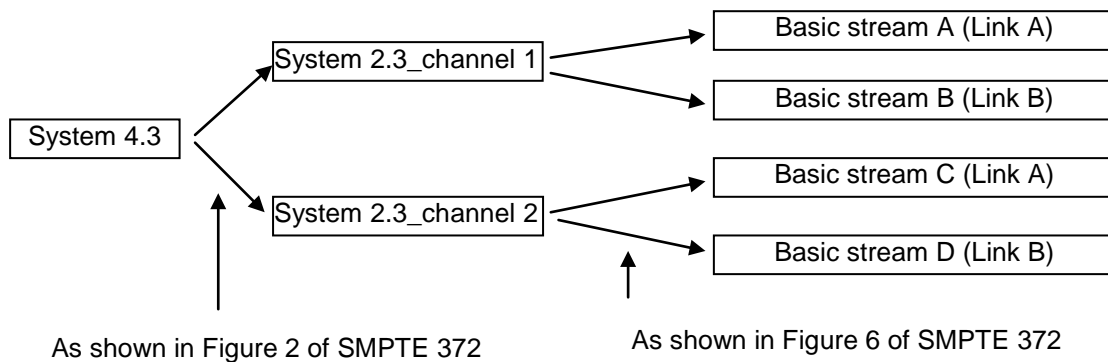 Basic stream A (Link A)
System 2.3_channel 1
Basic stream B (Link B)
System 4.3
Basic stream C (Link A)
System 2.3_channel 2
Basic stream D (Link B)
As shown in Figure 2 of SMPTE 372
As shown in Figure 6 of SMPTE 372